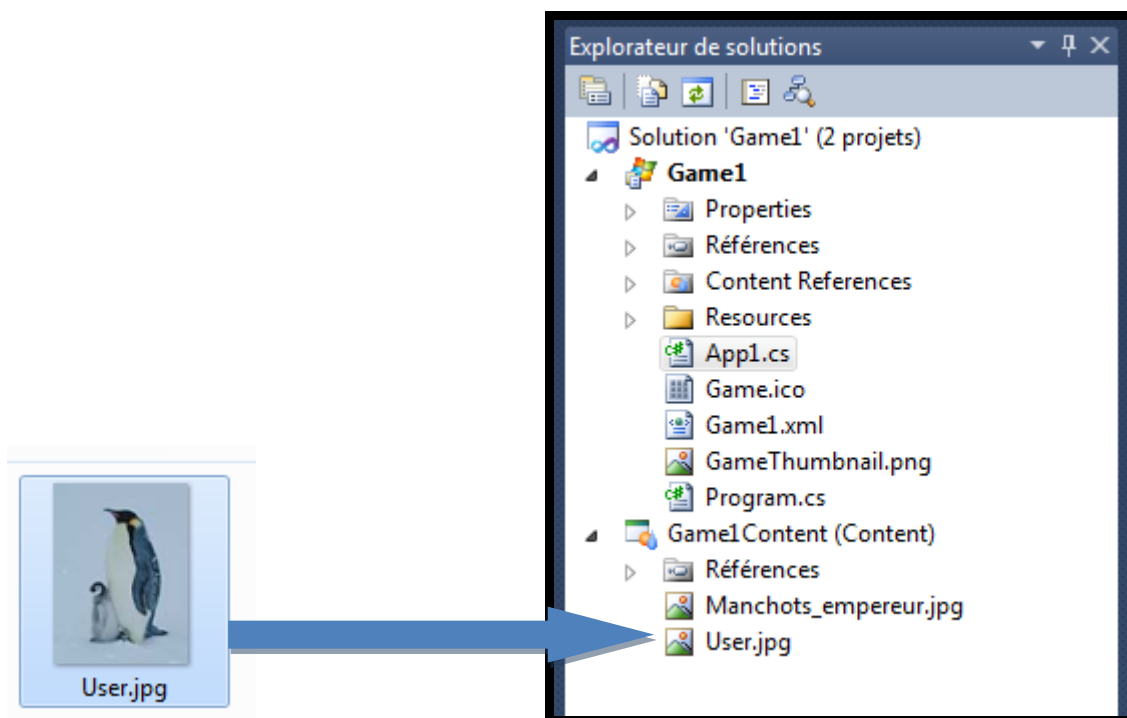 Explorateur de solutions
Solution 'Game1' (2 projets)
Game1
Properties
Références
Content References
Resources
App1.cs
Game.ico
Game1.xml
GameThumbnail.png
Program.cs
Game1Content (Content)
Références
Manchots_empereur.jpg
User.jpg
User.jpg